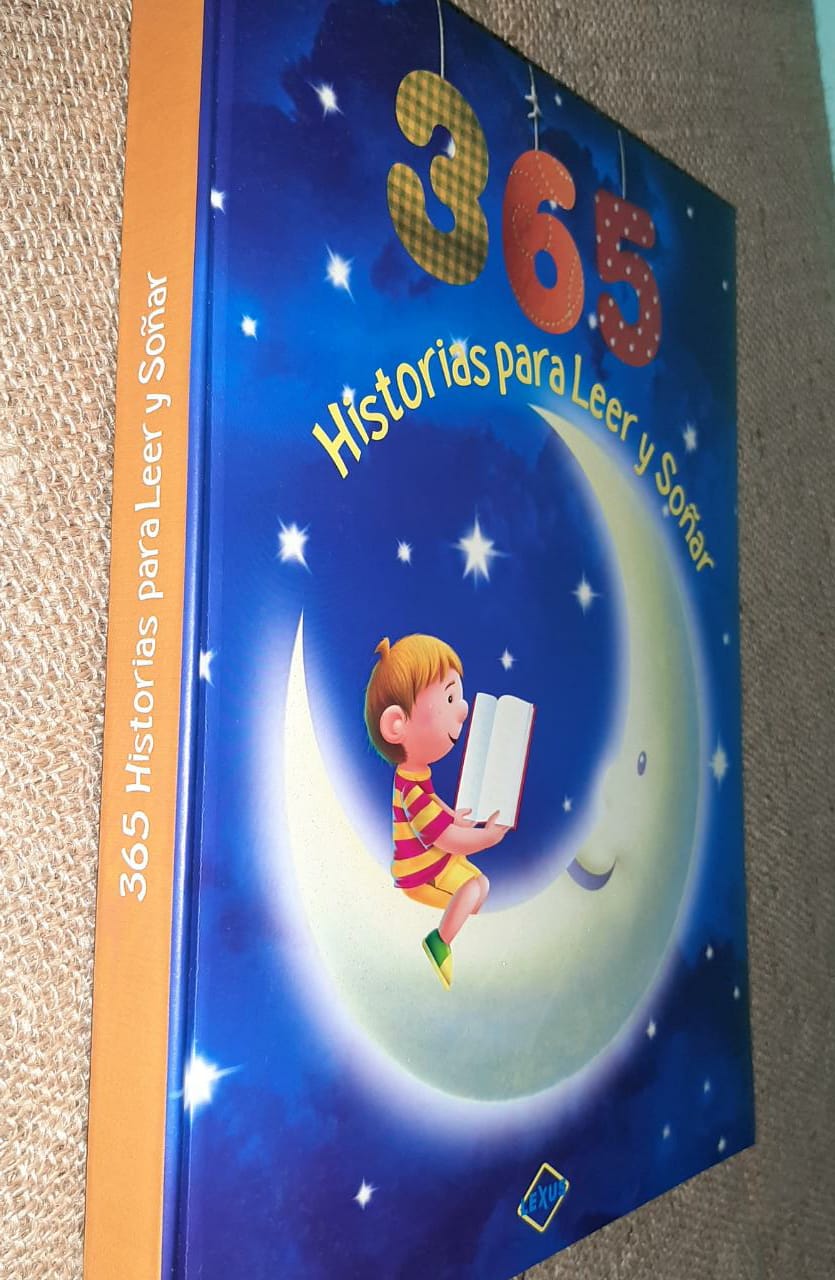 365
Historias para Leer y Soñar
LEXUS
365 Historias para Leer y Soñar